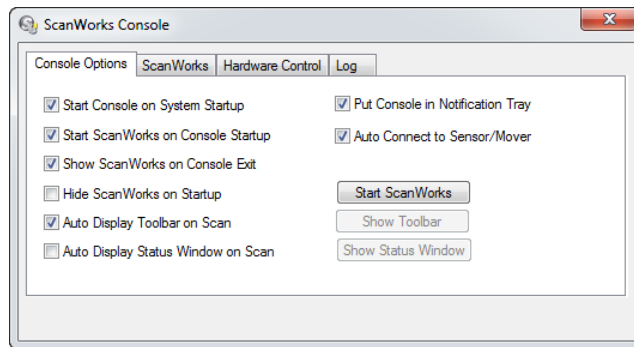 ScanWorks Console
Console Options ScanWorks Hardware Control Log
Start Console on System Startup
Put Console in Notification Tray
Start ScanWorks on Console Startup
Auto Connect to Sensor/Mover
Show ScanWorks on Console Exit
Hide ScanWorks on Startup
Start ScanWorks
Auto Display Toolbar on Scan
Show Toolbar
Auto Display Status Window on Scan
Show Status Window